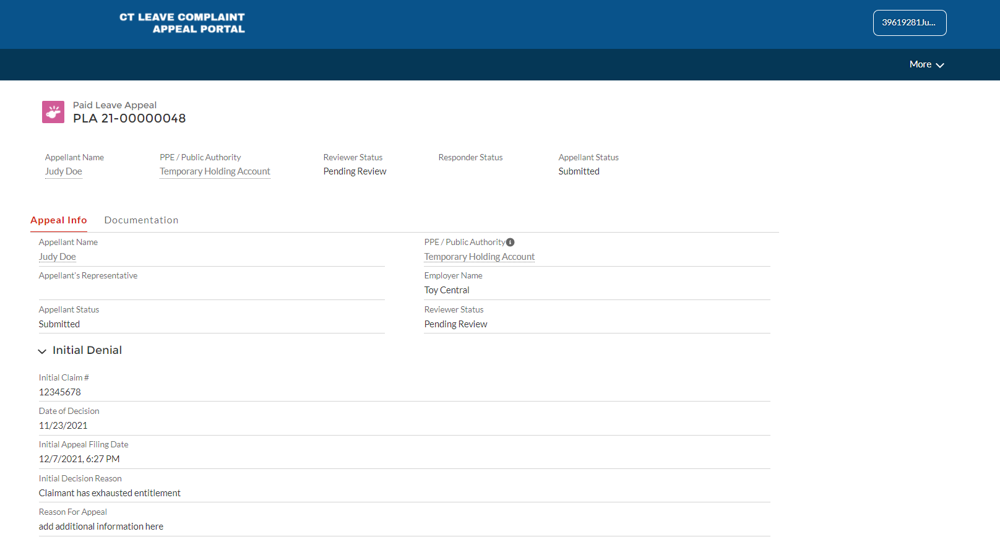 CT LEAVE COMPLAINT
APPEAL PORTAL
39619281Ju...
More
Paid Leave Appeal
PLA 21-00000048
Appellant Name
PPE / Public Authority
Reviewer Status
Responder Status
Appellant Status
Judy Doe
Temporary Holding Account
Pending Review
Submitted
Appeal Info
Documentation
Appellant Name
Judy Doe
PPE / Public Authority
Temporary Holding Account
Appellant's Representative
Employer Name
Toy Central
Appellant Status
Submitted
Reviewer Status
Pending Review
Initial Denial
Initial Claim #
12345678
Date of Decision
11/23/2021
Initial Appeal Filing Date
12/7/2021, 6:27 PM
Initial Decision Reason
Claimant has exhausted entitlement
Reason For Appeal
add additional information here